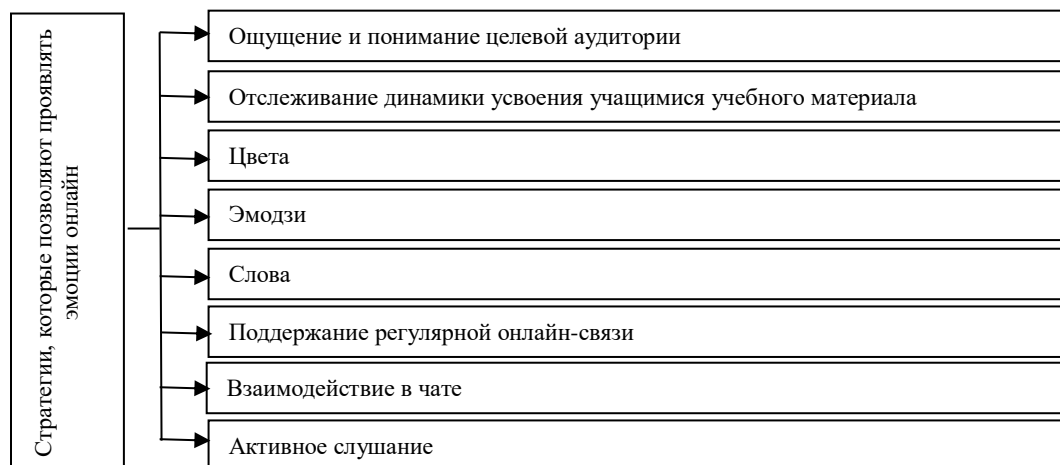 Стратегии, которые позволяют проявлять
эмоции онлайн
Ощущение и понимание целевой аудитории
Отслеживание динамики усвоения учащимися учебного материала
Цвета
Эмодзи
Слова
Поддержание регулярной онлайн-связи
Взаимодействие в чате
Активное слушание